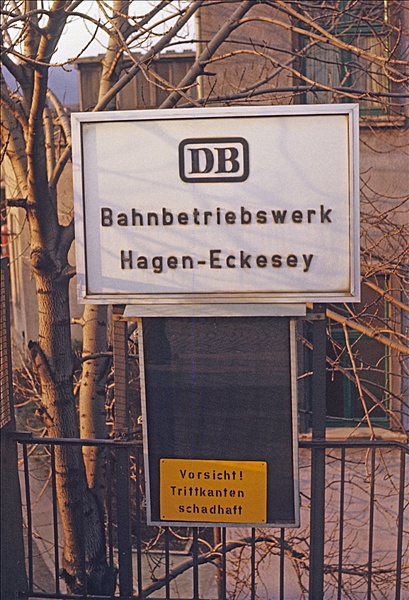 DB
Bahnbetriebswerk
Hagen-Eckesey
Vorsicht!
Trittkanten
schadhaft